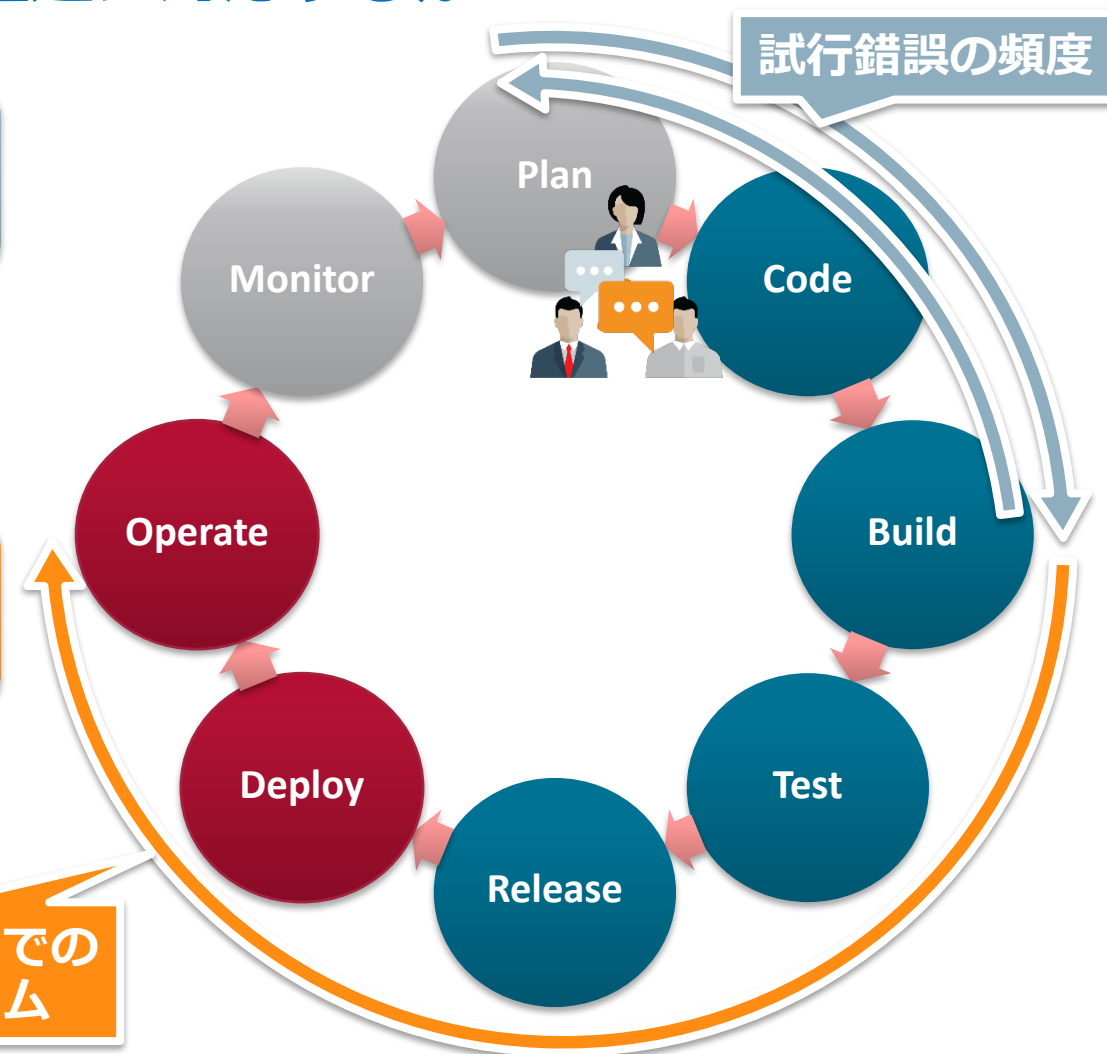 試行錯誤の頻度
Plan
Monitor
Code
Operate
Build
Deploy
Test
Release
での
ム